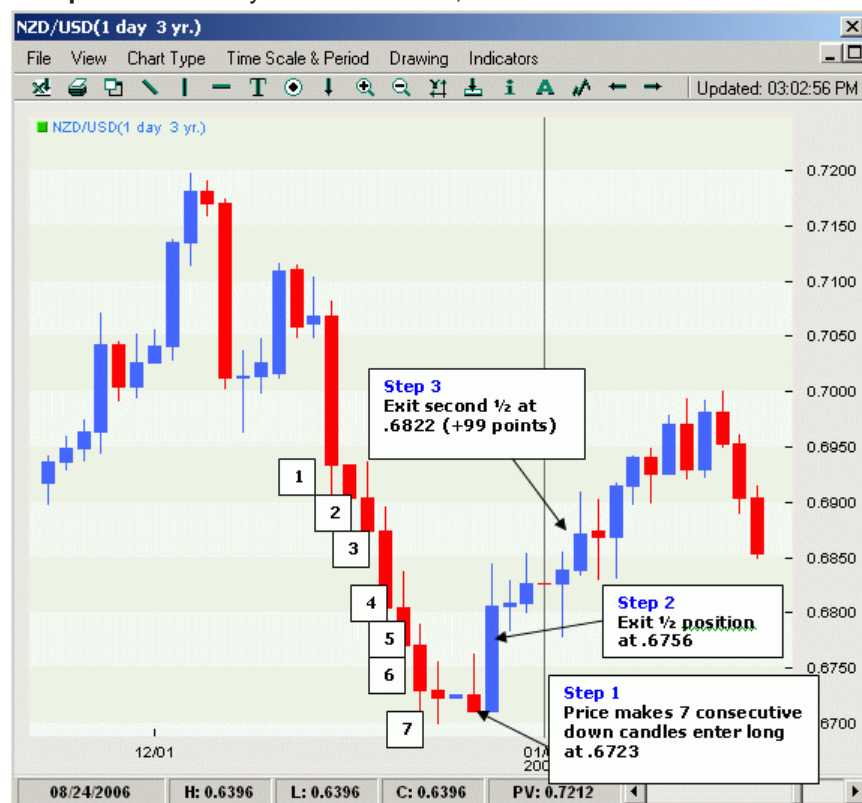 NZD/USD(1 day 3 yr.)
File View Chart Type Time Scale & Period Drawing Indicators
Updated: 03:02:56 PM
NZD/USD(1 day 3 yr.)
0.7200
0.7150
0.7100
0.7050
0.7000
0.6950
0.6900
0.6850
0.6800
0.6750
6700
Step 3
Exit second ½ at
.6822 (+99 points)
1
2
3
4
5
6
7
Step 2
Exit ½ position
at .6756
Step 1
Price makes 7 consecutive
down candles enter long
at .6723
12/01
08/24/2006 H: 0.6396 L: 0.6396 C: 0.6396 PV: 0.7212